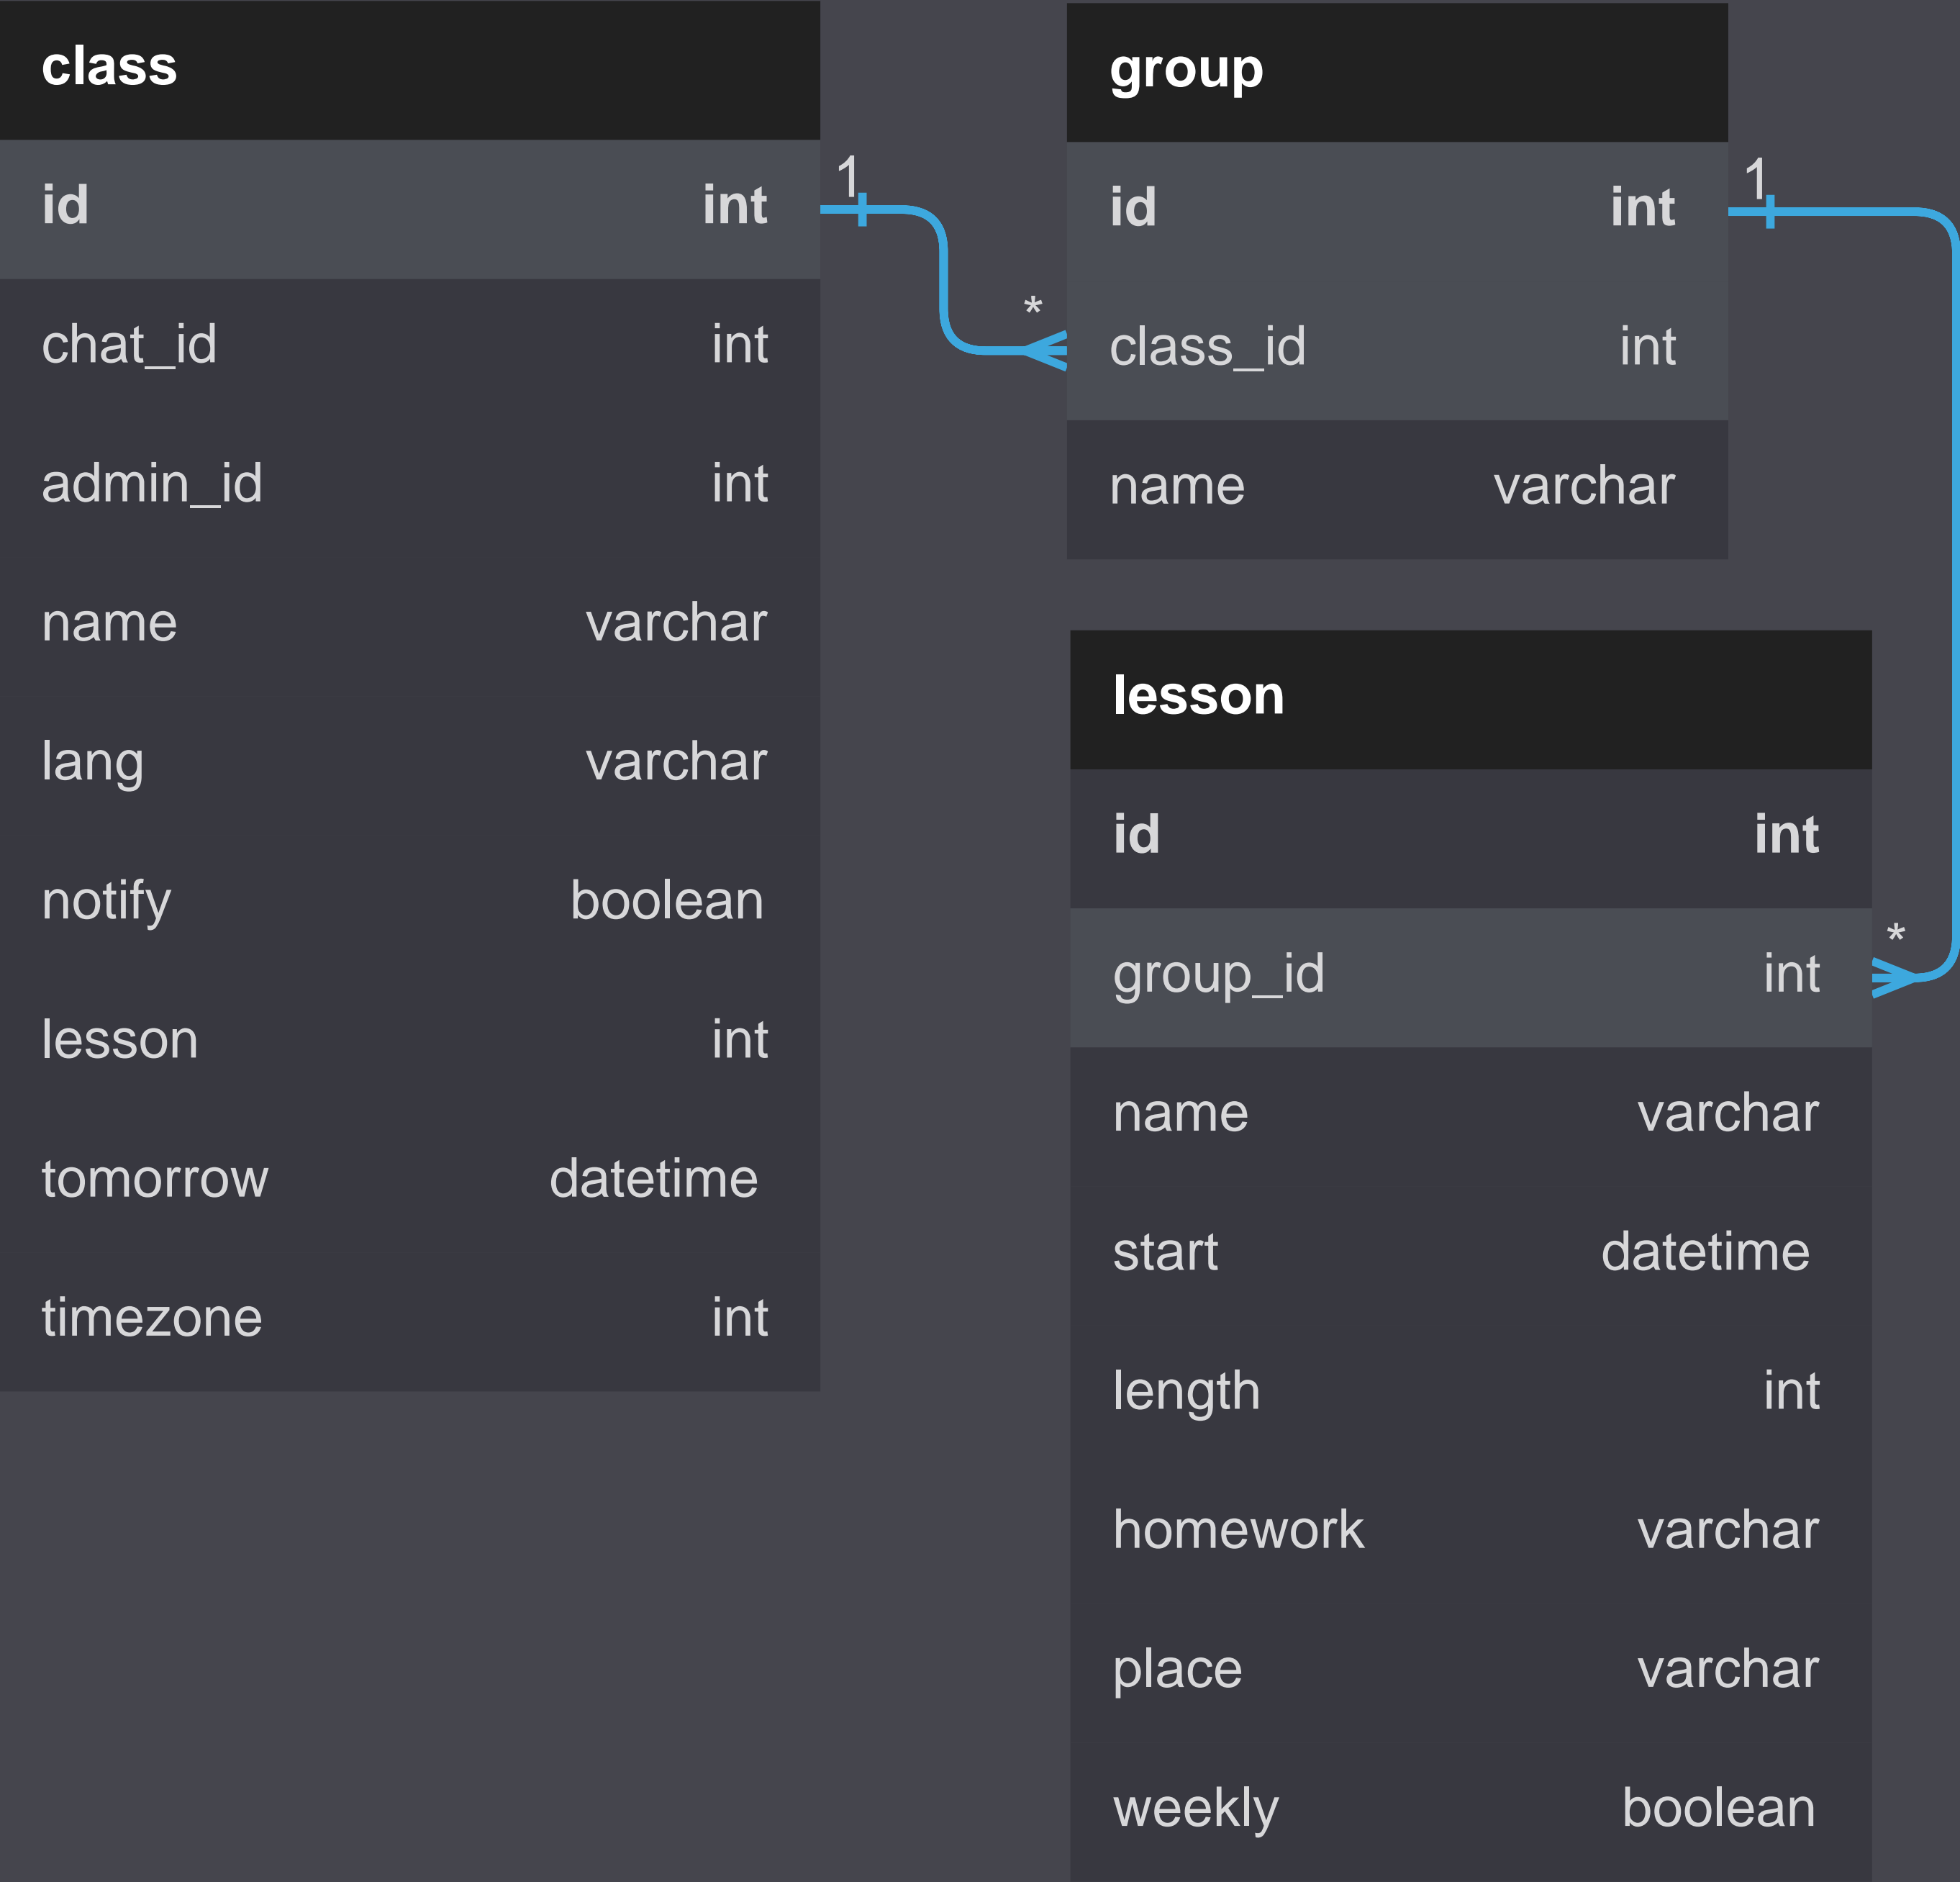 class
id int
chat_id int
admin_id int
name varchar
lang varchar
notify boolean
lesson int
tomorrow datetime
timezone int
1
*
group
id int
class_id int
name varchar
1
*
lesson
id int
group_id int
name varchar
start datetime
length int
homework varchar
place varchar
weekly boolean